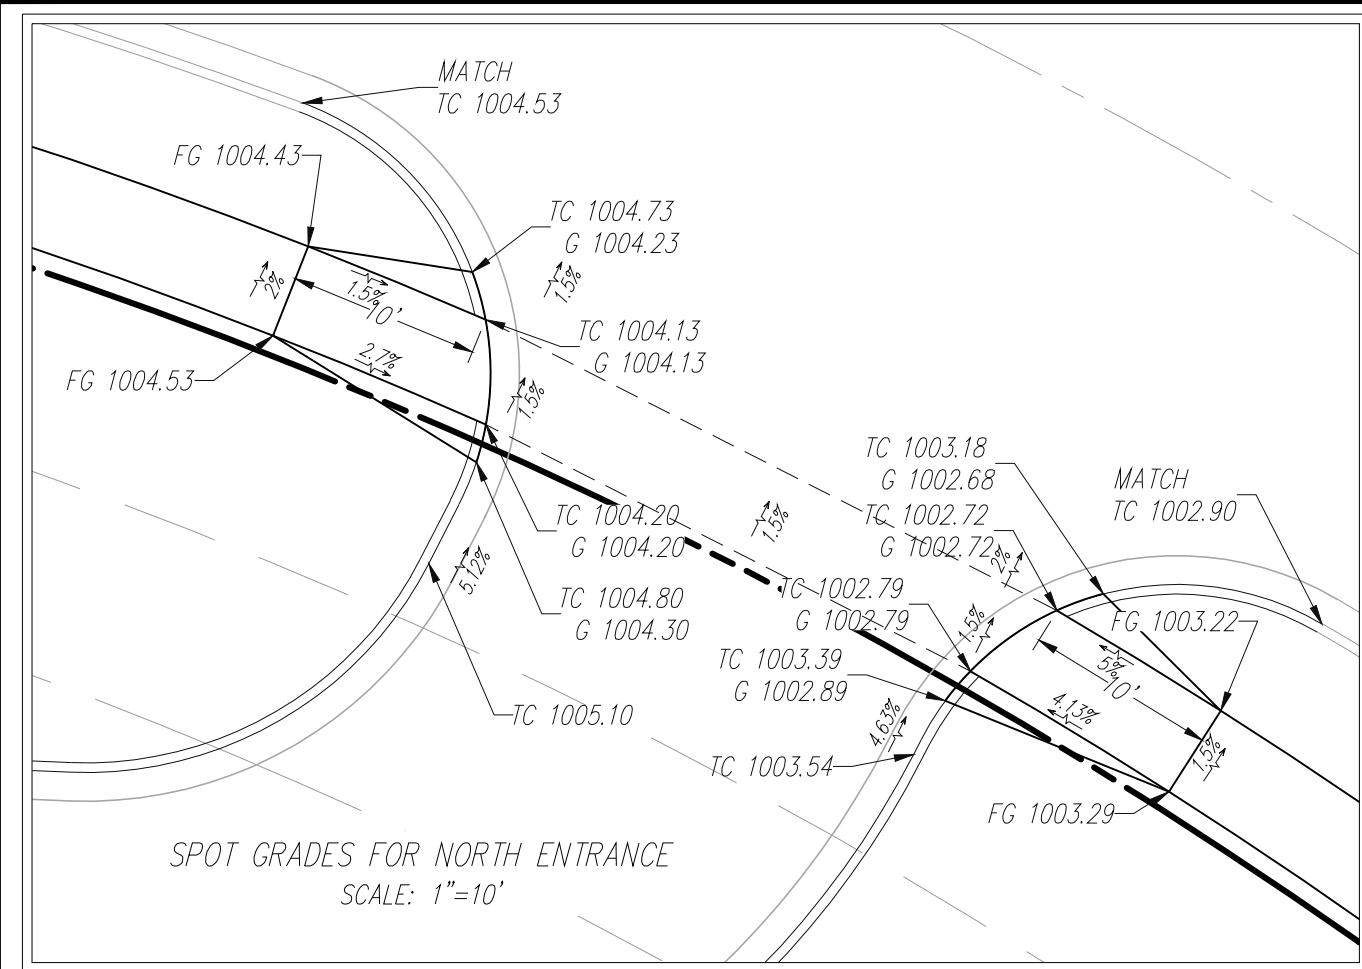 MATCH
TC 1004.53
FG 1004.43
TC 1004.73
G 1004.23
2%
1.5%
10'
1.5%
TC 1004.13
G 1004.13
2.7%
FG 1004.53
1.5%
TC 1003.18
G 1002.68
MATCH
TC 1002.90
TC 1004.20
G 1004.20
1.5%
TC 1002.72
G 1002.72
2%
5.12%
TC 1004.80
G 1004.30
TC 1002.79
G 1002.79
1.5%
FG 1003.22
TC 1003.39
G 1002.89
5%
10'
4.13%
TC 1005.10
4.63%
1.5%
TC 1003.54
FG 1003.29
SPOT GRADES FOR NORTH ENTRANCE
SCALE: 1"=10'